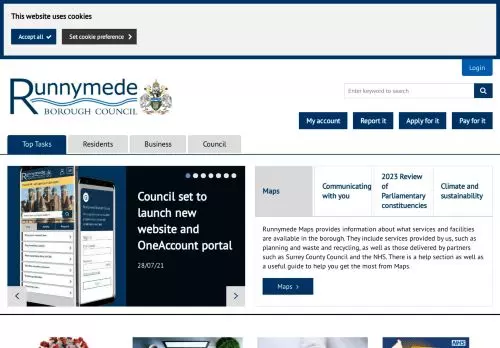 This website uses cookies
Accept all
Set cookie preference
Login
Runnymede
BOROUGH COUNCIL
Enter keyword to search
My account
Report it
Apply for it
Pay for it
Top Tasks
Residents
Business
Council
Runnymede
Council set to
launch new
website and
OneAccount portal
28/07/21
Maps
Communicating
with you
2023 Review
of
Parliamentary
constituencies
Climate and
sustainability
Runnymede Maps provides information about what services and facilities
are available in the borough. They include services provided by us, such as
planning and waste and recycling, as well as those delivered by partners
such as Surrey County Council and the NHS. There is a help section as well as
a useful guide to help you get the most from Maps.
Maps
NHS